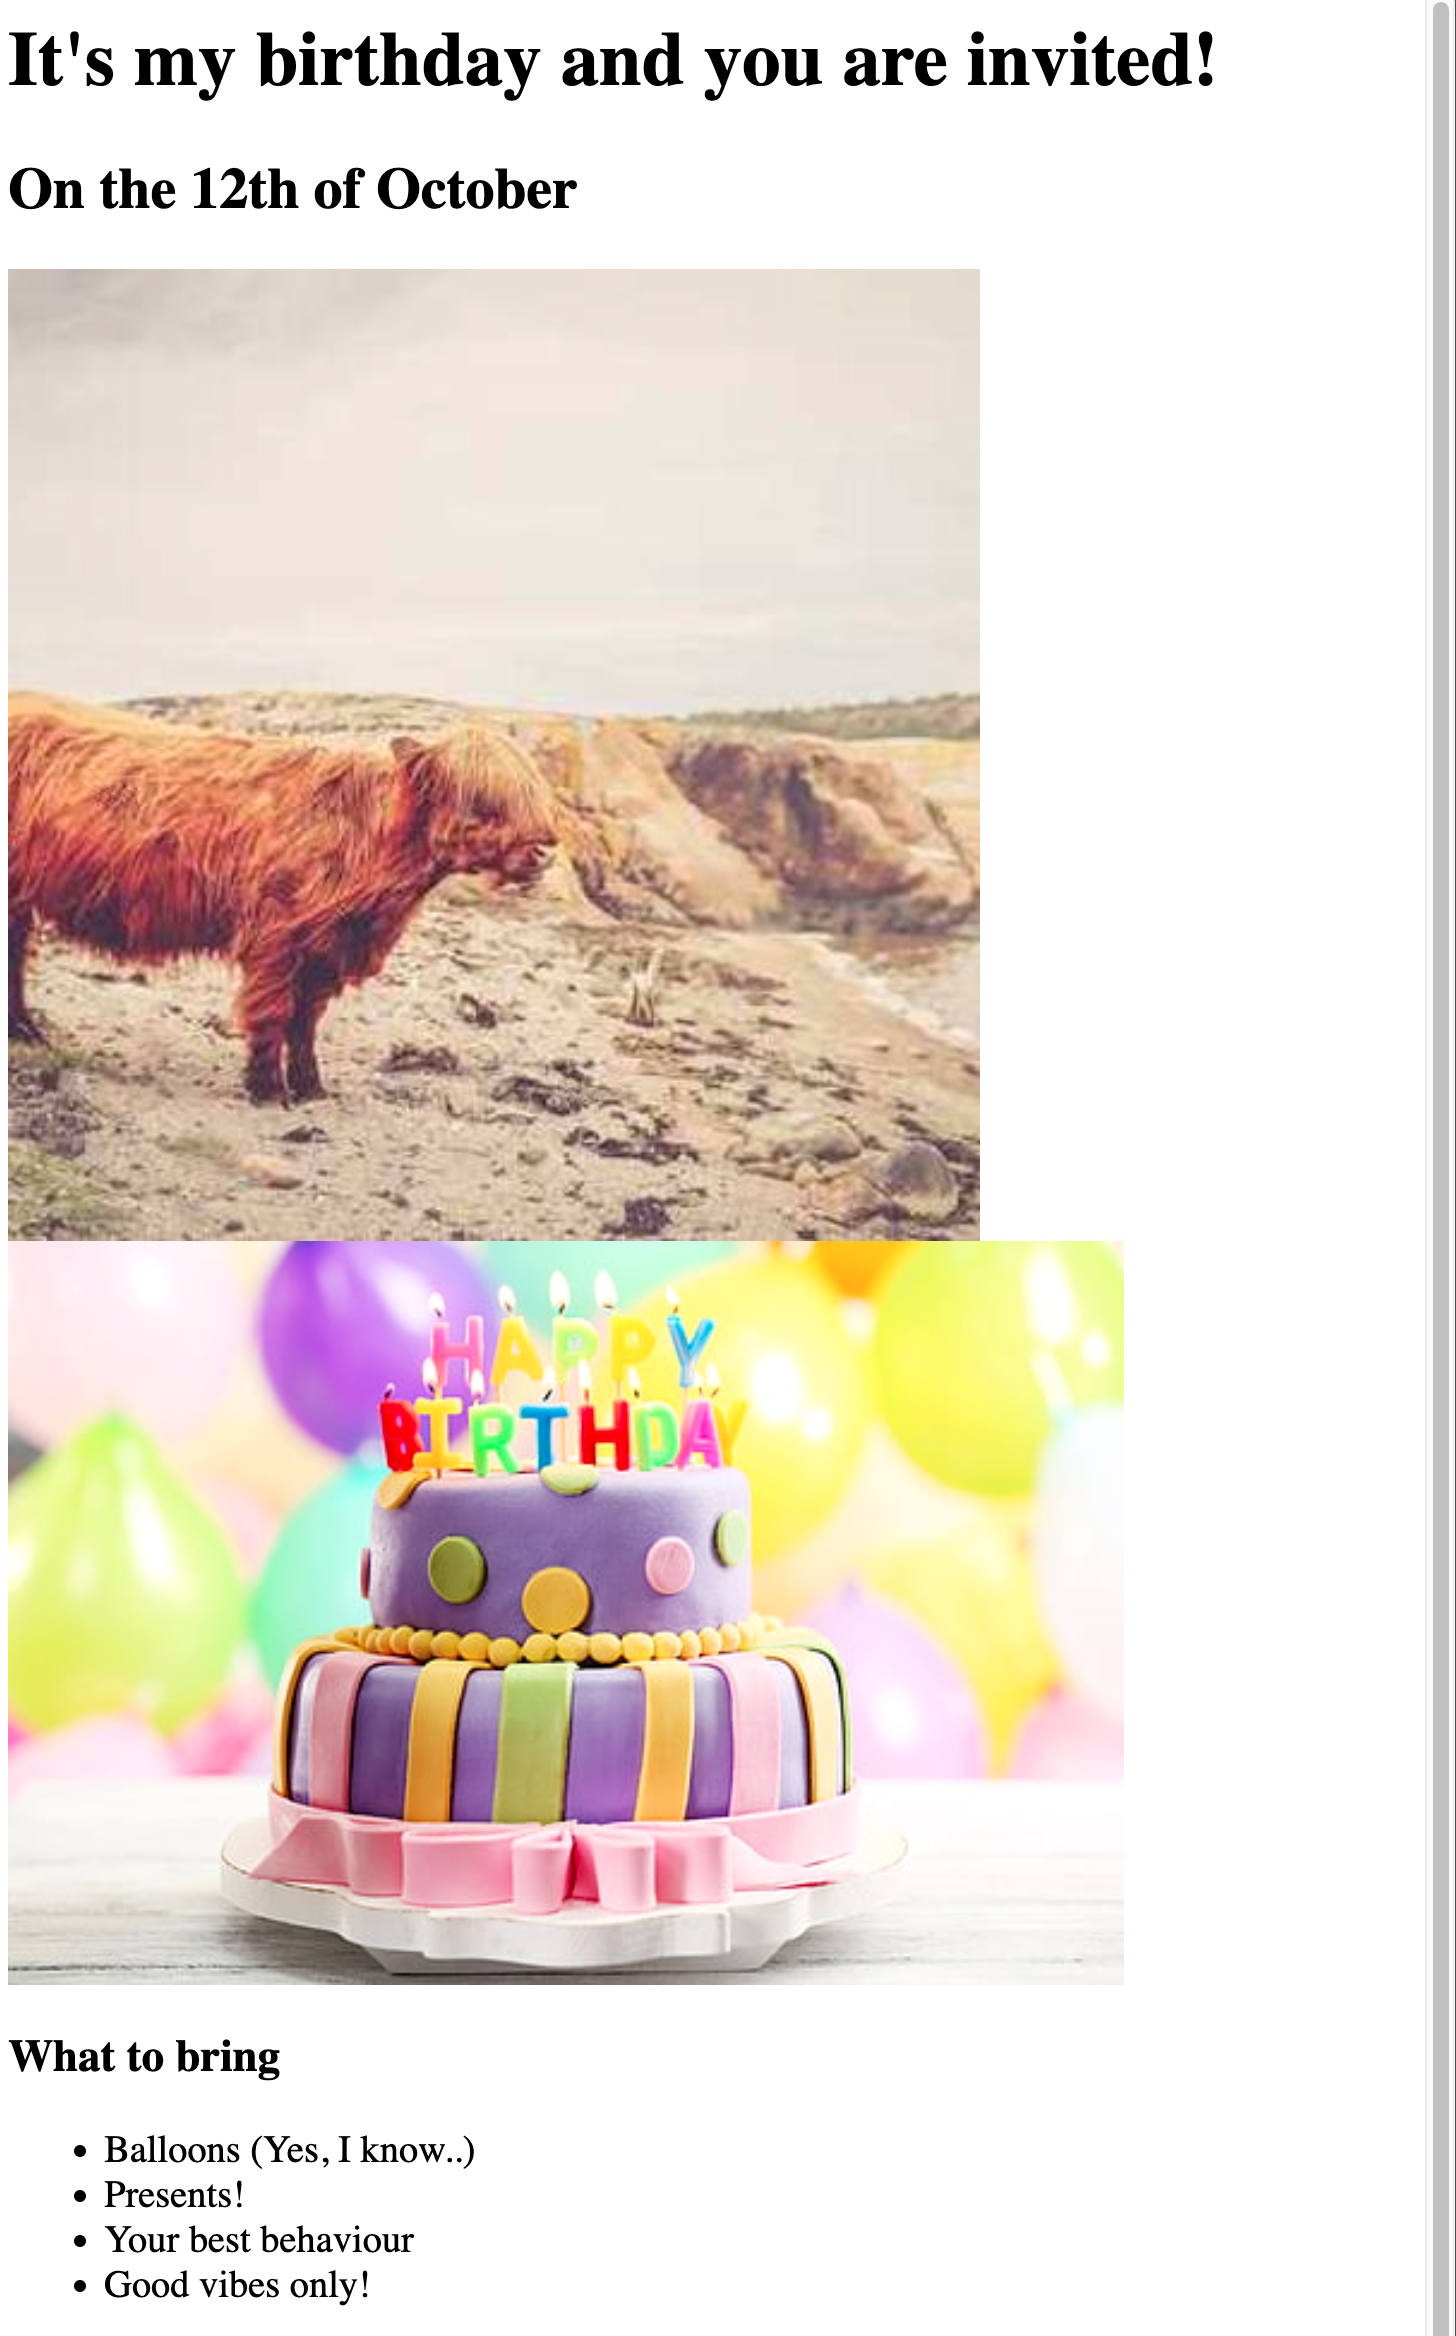 It's my birthday and you are invited!
On the 12th of October
HAPPY
BIRTHDAY
What to bring
Balloons (Yes, I know..)
Presents!
Your best behaviour
Good vibes only!